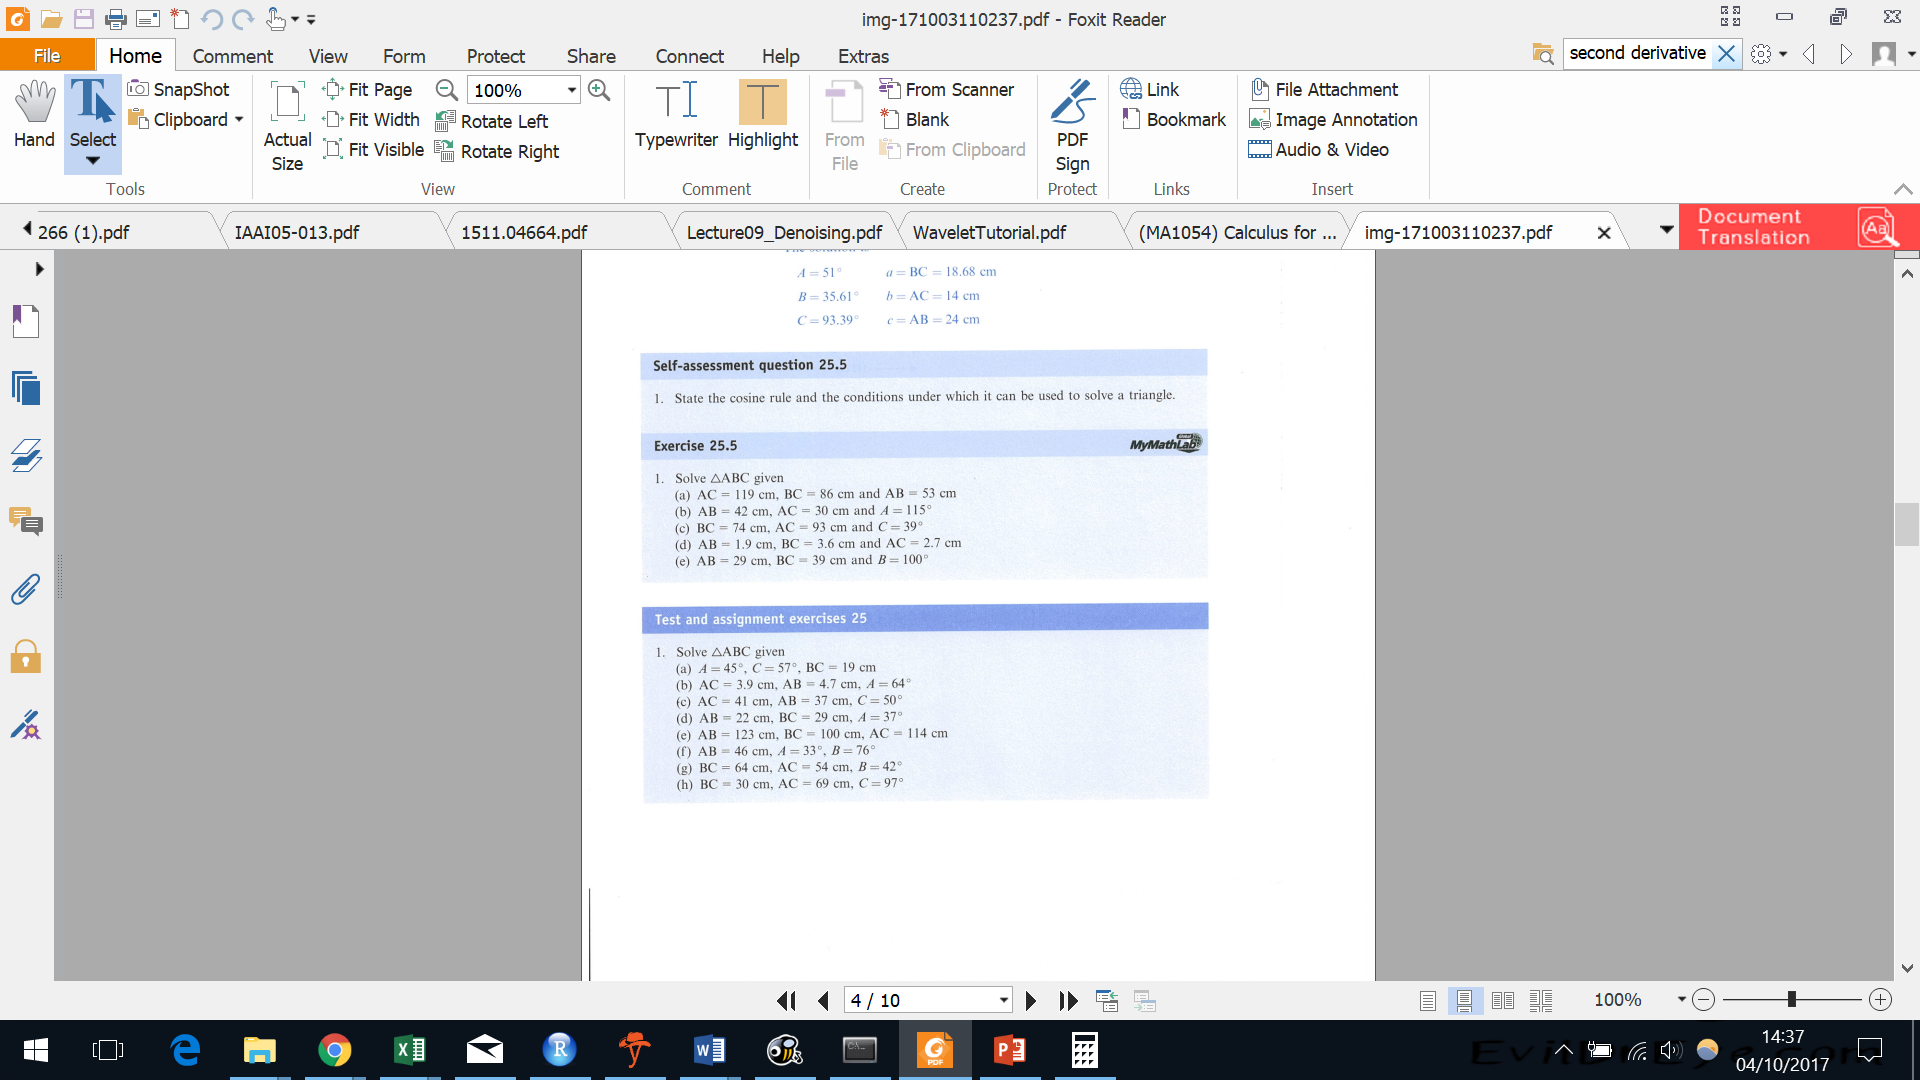 img-171003110237.pdf - Foxit Reader
File Home Comment View Form Protect Share Connect Help Extras
second derivative
Hand
Select
SnapShot
Clipboard
Tools
Actual Size
Fit Page
Fit Width
Fit Visible
100%
Rotate Left
Rotate Right
View
Typewriter
Highlight
Comment
From File
From Scanner
Blank
From Clipboard
Create
PDF Sign
Protect
Link
Bookmark
Links
File Attachment
Image Annotation
Audio & Video
Insert
266 (1).pdf
IAAI05-013.pdf
1511.04664.pdf
Lecture09_Denoising.pdf
WaveletTutorial.pdf
(MA1054) Calculus for ...
img-171003110237.pdf
Document
Translation
A = 51° a = BC = 18.68 cm
B = 35.61° b = AC = 14 cm
C = 93.39° c = AB = 24 cm
Self-assessment question 25.5
1. State the cosine rule and the conditions under which it can be used to solve a triangle.
Exercise 25.5
MyMathLab
1. Solve △ABC given
(a) AC = 119 cm, BC = 86 cm and AB = 53 cm
(b) AB = 42 cm, AC = 30 cm and A = 115°
(c) BC = 74 cm, AC = 93 cm and C = 39°
(d) AB = 1.9 cm, BC = 3.6 cm and AC = 2.7 cm
(e) AB = 29 cm, BC = 39 cm and B = 100°
Test and assignment exercises 25
1. Solve △ABC given
(a) A = 45°, C = 57°, BC = 19 cm
(b) AC = 3.9 cm, AB = 4.7 cm, A = 64°
(c) AC = 41 cm, AB = 37 cm, C = 50°
(d) AB = 22 cm, BC = 29 cm, A = 37°
(e) AB = 123 cm, BC = 100 cm, AC = 114 cm
(f) AB = 46 cm, A = 33°, B = 76°
(g) BC = 64 cm, AC = 54 cm, B = 42°
(h) BC = 30 cm, AC = 69 cm, C = 97°
4 / 10
100%
14:37
04/10/2017